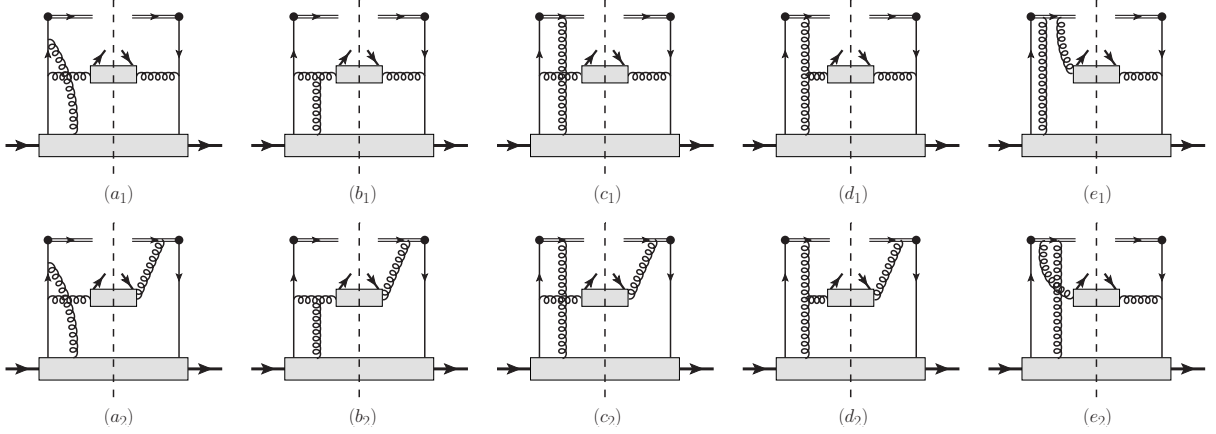 (a₁) (b₁) (c₁) (d₁) (e₁)
(a₂) (b₂) (c₂) (d₂) (e₂)